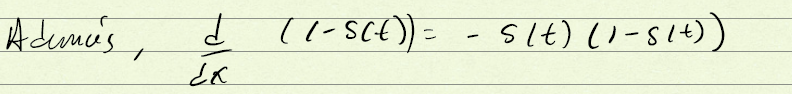 Además, d/dx (1-S(t)) = - S(t) (1-S(t))